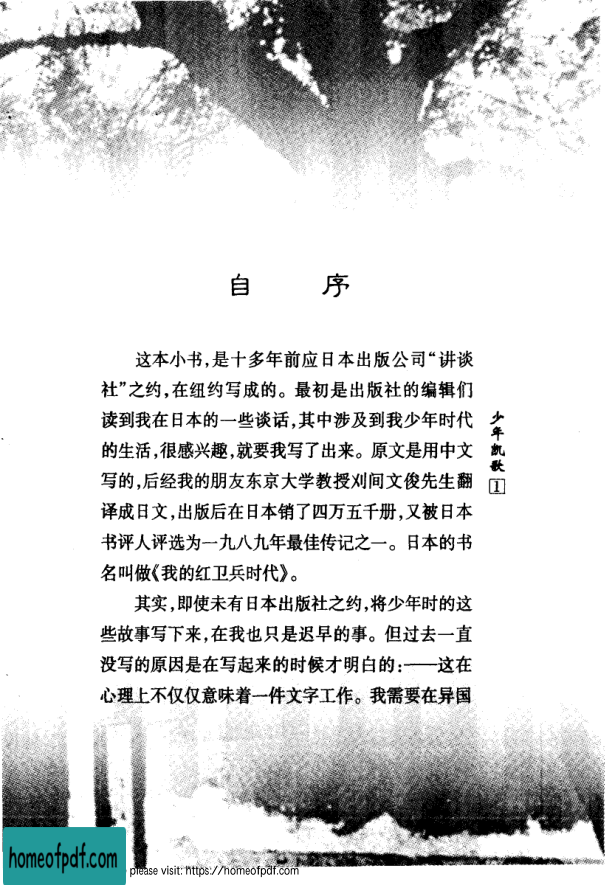 自 序
这本小书,是十多年前应日本出版公司“讲谈
社”之约,在纽约写成的。最初是出版社的编辑们
读到我在日本的一些谈话,其中涉及到我少年时代
的生活,很感兴趣,就要我写了出来。原文是用中文
写的,后经我的朋友东京大学教授刈间文俊先生翻
译成日文,出版后在日本销了四万五千册,又被日本
书评人评选为一九八九年最佳传记之一。日本的书
名叫做《我的红卫兵时代》。
其实,即使未有日本出版社之约,将少年时的这
些故事写下来,在我也只是迟早的事。但过去一直
没写的原因是在写起来的时候才明白的:——这在
心理上不仅仅意味着一件文字工作。我需要在异国
少年凯歌
1
homeofpdf.com
please visit: https://homeofpdf.com